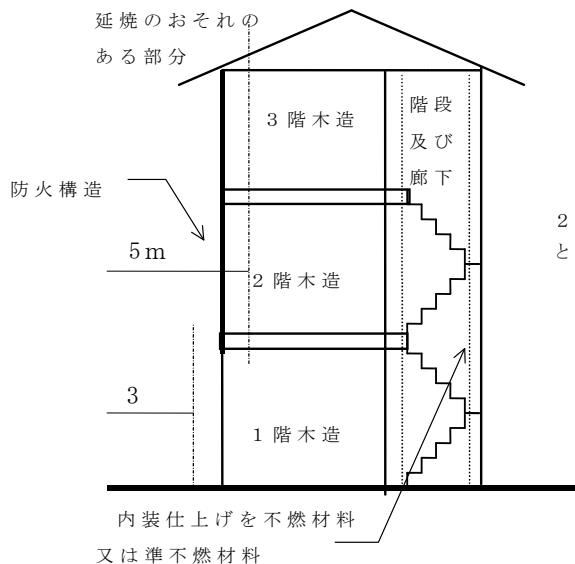 延焼のおそれの
ある部分
3階木造
階段
及び
廊下
防火構造
5m
2階木造
3
1階木造
内装仕上げを不燃材料
又は準不燃材料
2
と